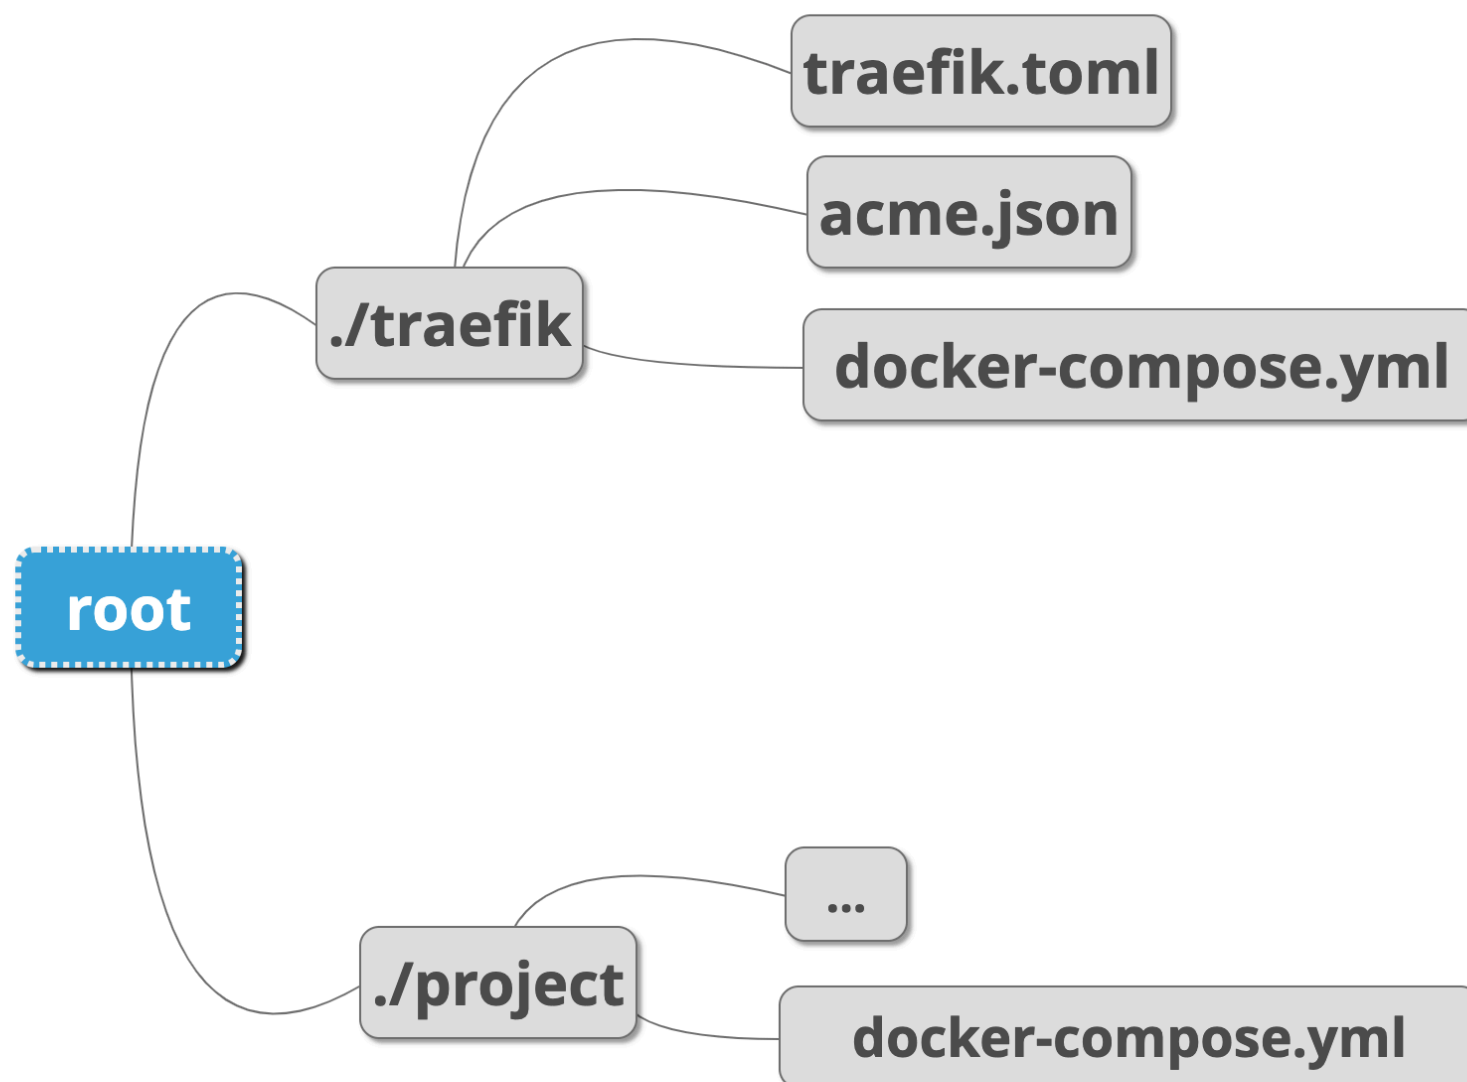 traefik.toml
acme.json
./traefik
docker-compose.yml
root
...
./project
docker-compose.yml